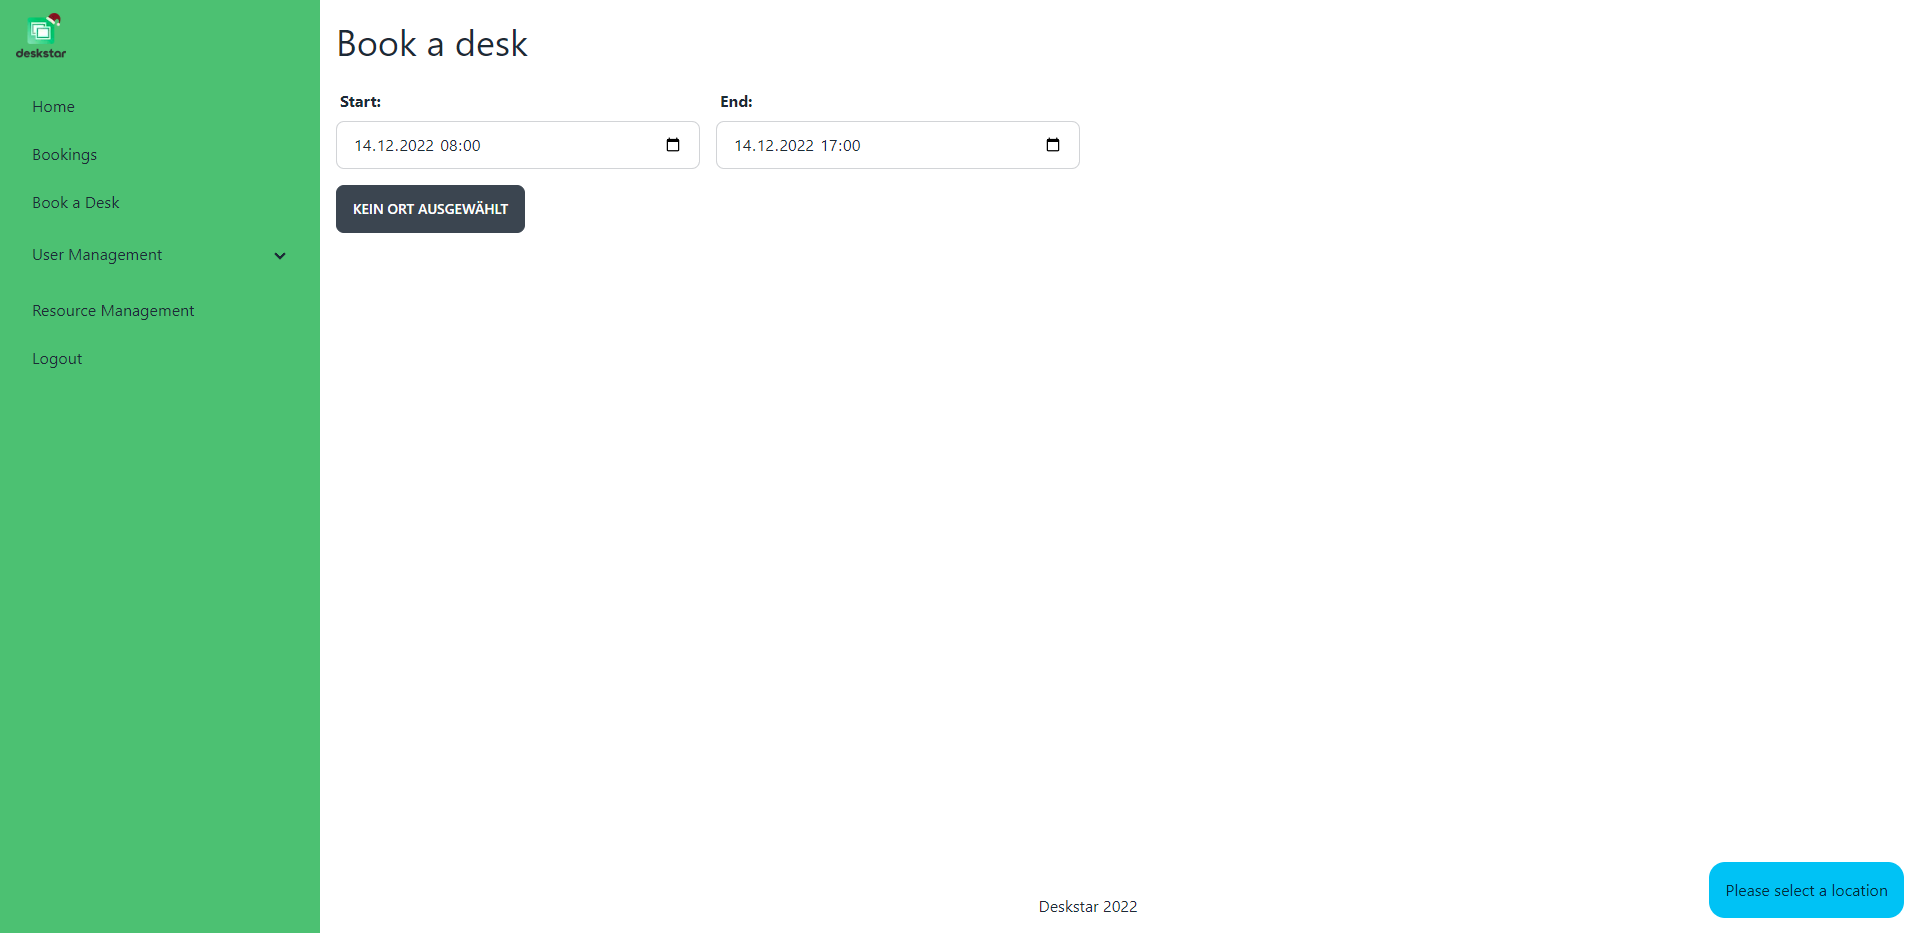 deskstar
Home
Bookings
Book a Desk
User Management
Resource Management
Logout
Book a desk
Start:
End:
14.12.2022 08:00
14.12.2022 17:00
KEIN ORT AUSGEWÄHLT
Please select a location
Deskstar 2022